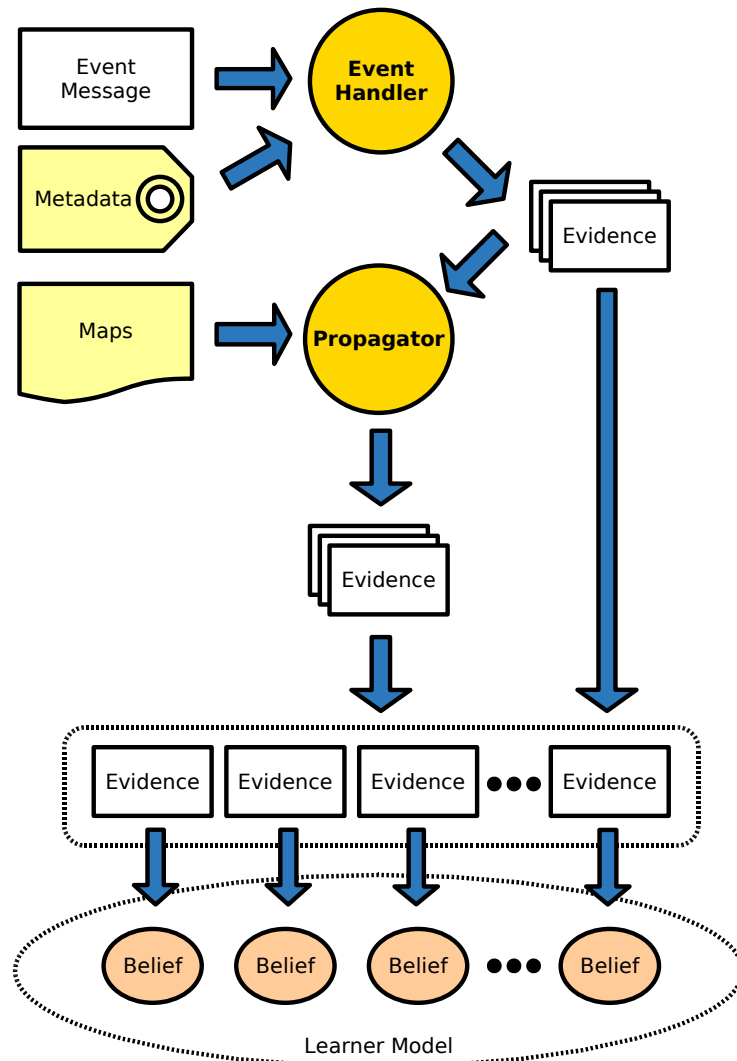 Event
Message
Event
Handler
Metadata
Evidence
Maps
Propagator
Evidence
Evidence
Evidence
Evidence
Evidence
Belief
Belief
Belief
Belief
Learner Model